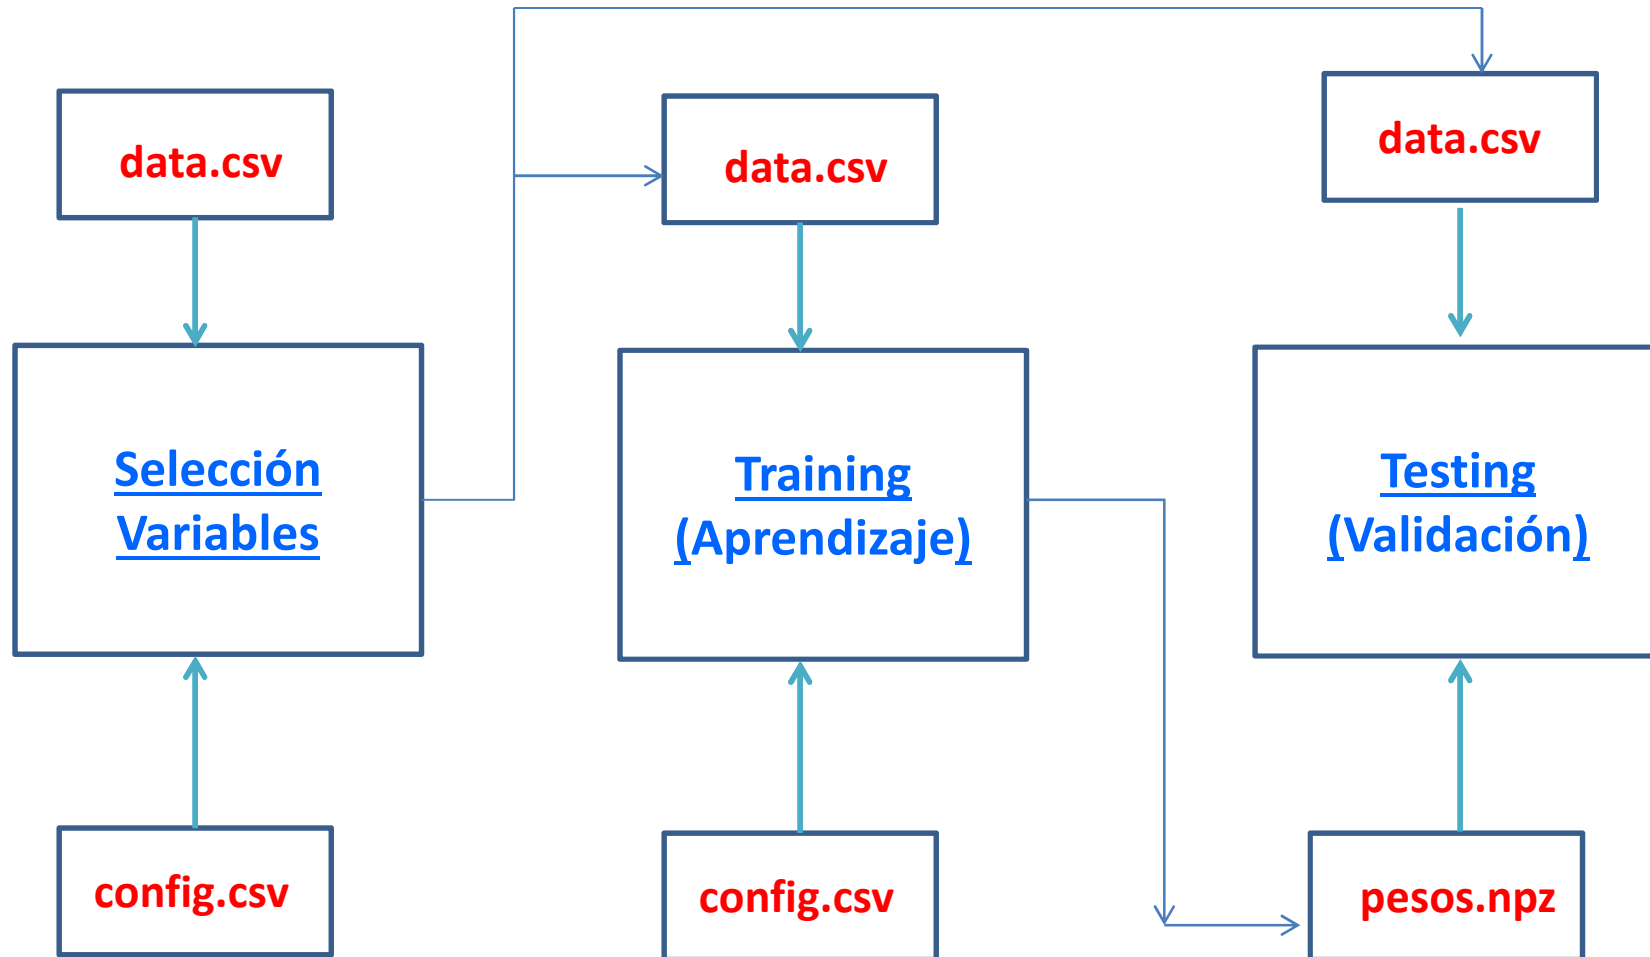 data.csv
data.csv
data.csv
Selección
Variables
Training
(Aprendizaje)
Testing
(Validación)
config.csv
config.csv
pesos.npz